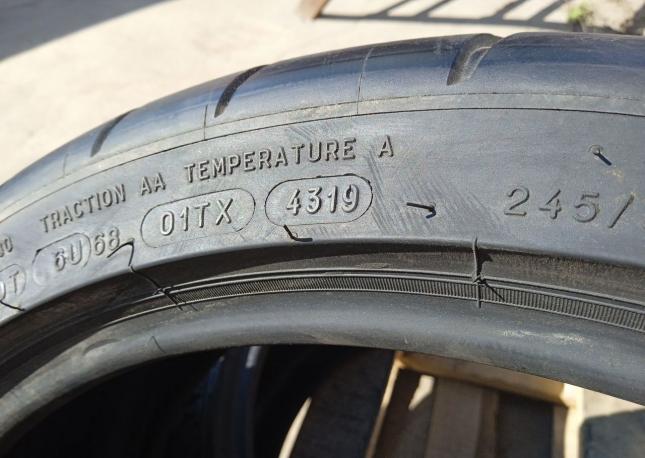 TRACTION AA TEMPERATURE A
6U 68 01TX 4319 245/